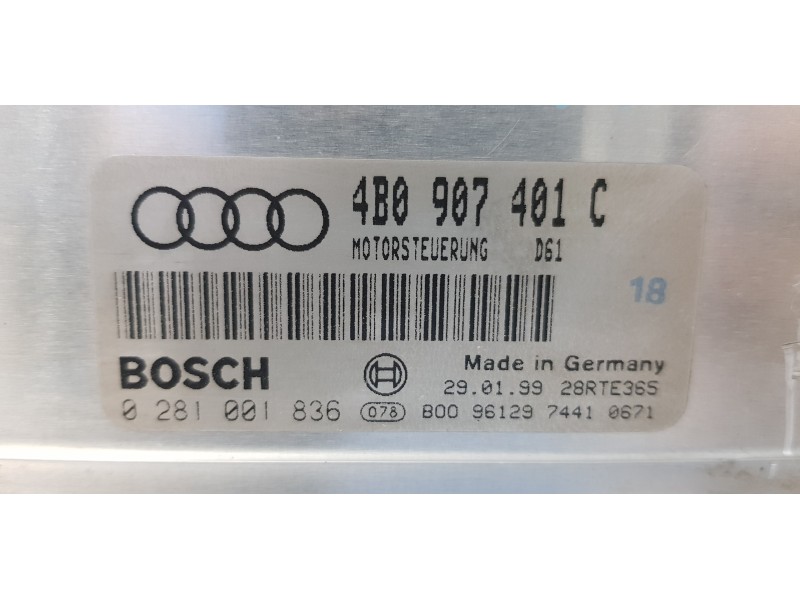 4B0 907 401 C
MOTORSTEUERUNG D61
18
BOSCH
Made in Germany
29.01.99 28RTE365
0 281 001 836 078 B00 96129 7441 0671